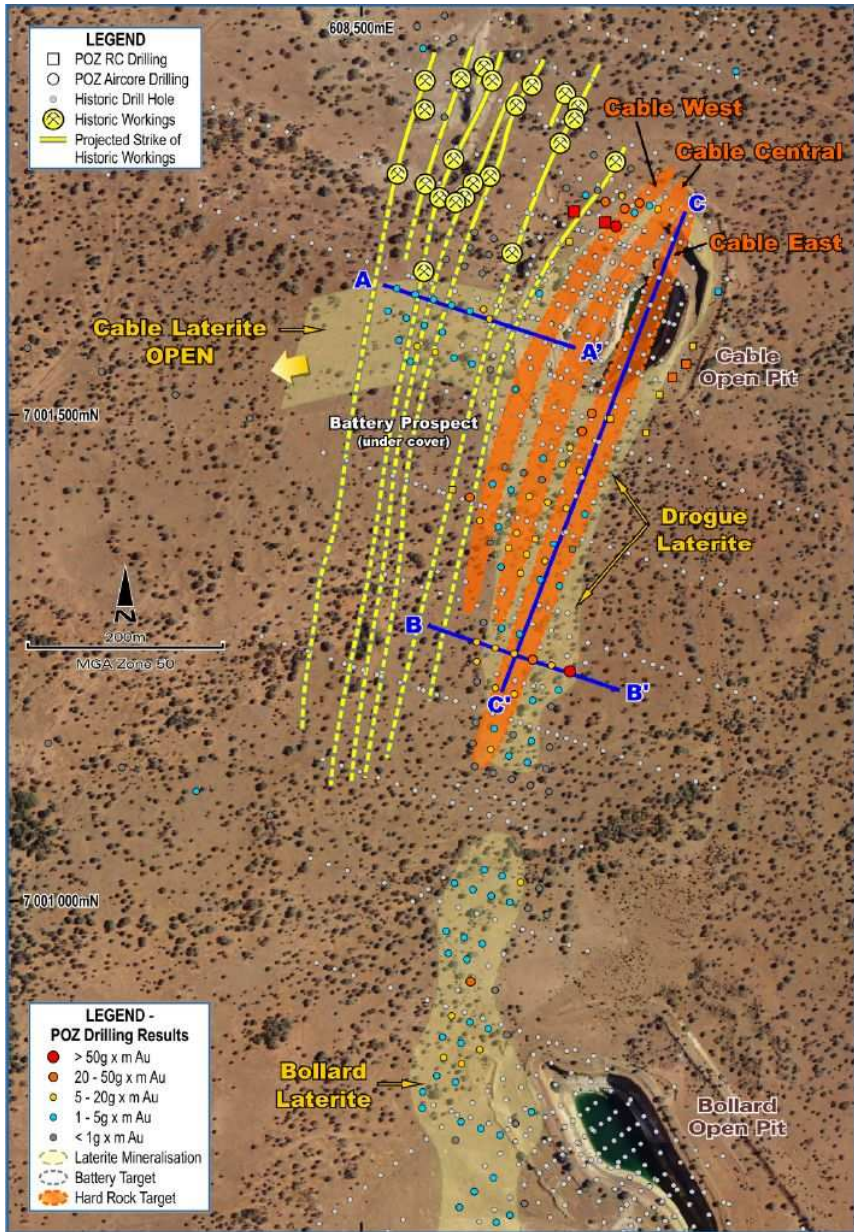 608 500mE
LEGEND
POZ RC Drilling
POZ Aircore Drilling
Historic Drill Hole
Historic Workings
Projected Strike of
Historic Workings
Cable West
Cable Central
C
Cable East
A
Cable Laterite
OPEN
A'
Cable
Open Pit
7 001 500mN
Battery Prospect
(under cover)
Drogue
Laterite
N
200m
MGA Zone 50
B
B'
C'
7 001 000mN
LEGEND -
POZ Drilling Results
> 50g x m Au
20 - 50g x m Au
5 - 20g x m Au
1 - 5g x m Au
< 1g x m Au
Laterite Mineralisation
Battery Target
Hard Rock Target
Bollard
Laterite
Bollard
Open Pit